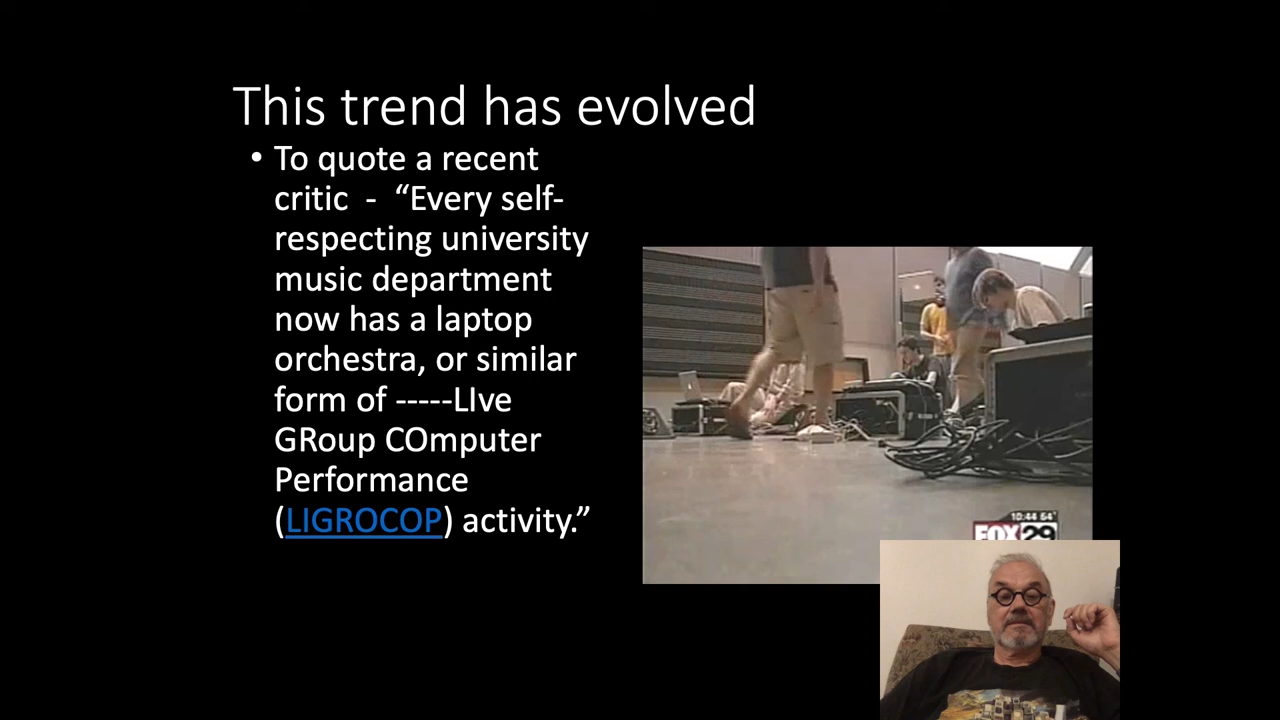 This trend has evolved
• To quote a recent
critic - “Every self-
respecting university
music department
now has a laptop
orchestra, or similar
form of -----LIve
GRoup COmputer
Performance
(LIGROCOP) activity.”
10:44 64°
FOX 29